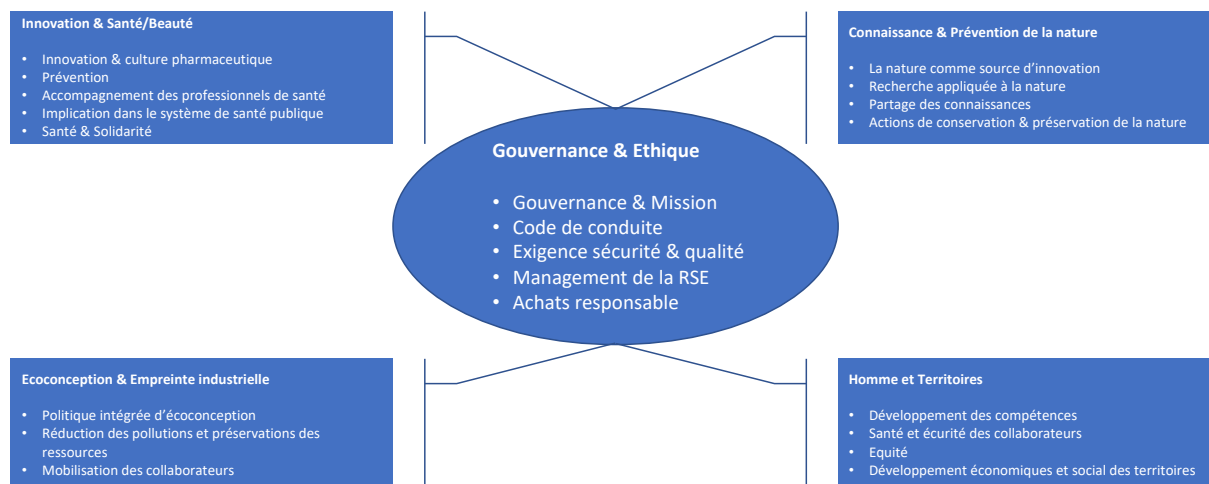 Innovation & Santé/Beauté
• Innovation & culture pharmaceutique
• Prévention
• Accompagnement des professionnels de santé
• Implication dans le système de santé publique
• Santé & Solidarité
Connaissance & Prévention de la nature
• La nature comme source d'innovation
• Recherche appliquée à la nature
• Partage des connaissances
• Actions de conservation & préservation de la nature
Gouvernance & Ethique
• Gouvernance & Mission
• Code de conduite
• Exigence sécurité & qualité
• Management de la RSE
• Achats responsable
Ecoconception & Empreinte industrielle
• Politique intégrée d'écoconception
• Réduction des pollutions et préservations des
ressources
• Mobilisation des collaborateurs
Homme et Territoires
• Développement des compétences
• Santé et écurité des collaborateurs
• Equité
• Développement économiques et social des territoires